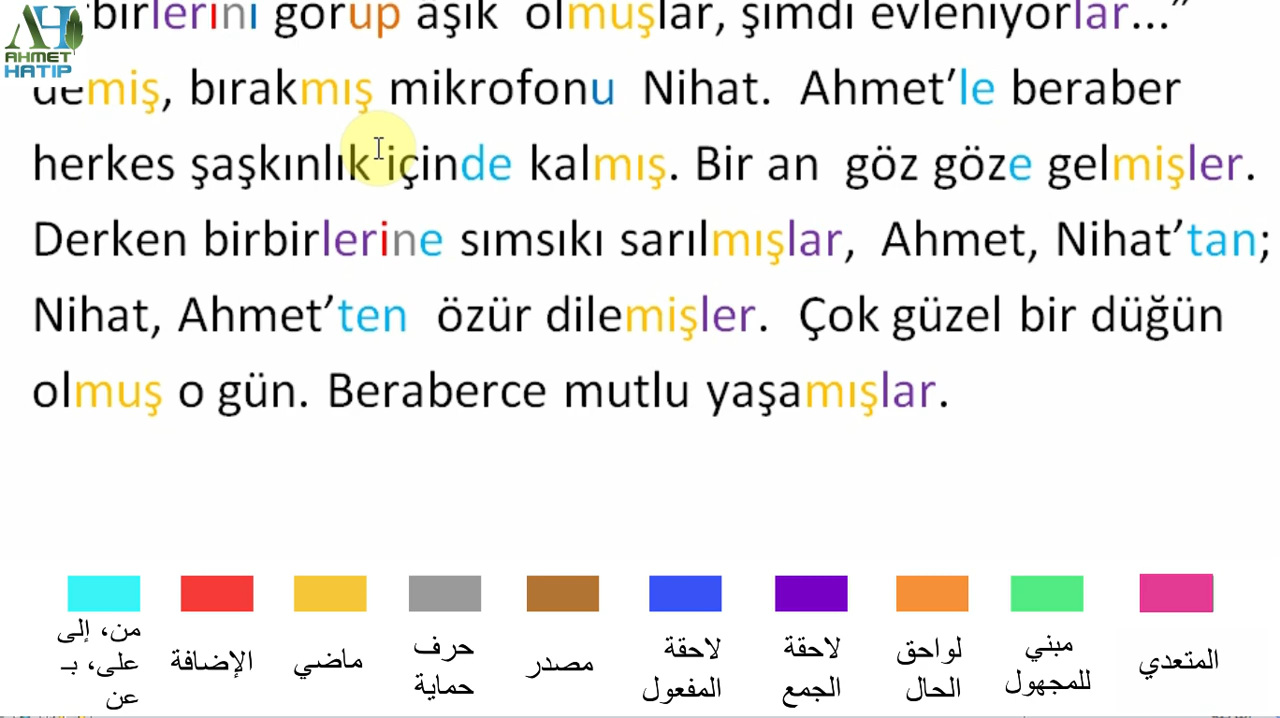 AHMET
HATIP
birlerini görüp aşık olmuşlar, şimdi evleniyorlar..."
demiş, bırakmış mikrofonu Nihat. Ahmet'le beraber
herkes şaşkınlık içinde kalmış. Bir an göz göze gelmişler.
Derken birbirlerine sımsıkı sarılmışlar, Ahmet, Nihat'tan;
Nihat, Ahmet'ten özür dilemişler. Çok güzel bir düğün
olmuş o gün. Beraberce mutlu yaşamışlar.
من، إلى
على، بـ
عن
الإضافة
ماضي
حرف
حماية
مصدر
لاحقة
المفعول
لاحقة
الجمع
لواحق
الحال
مبني
للمجهول
المتعدي